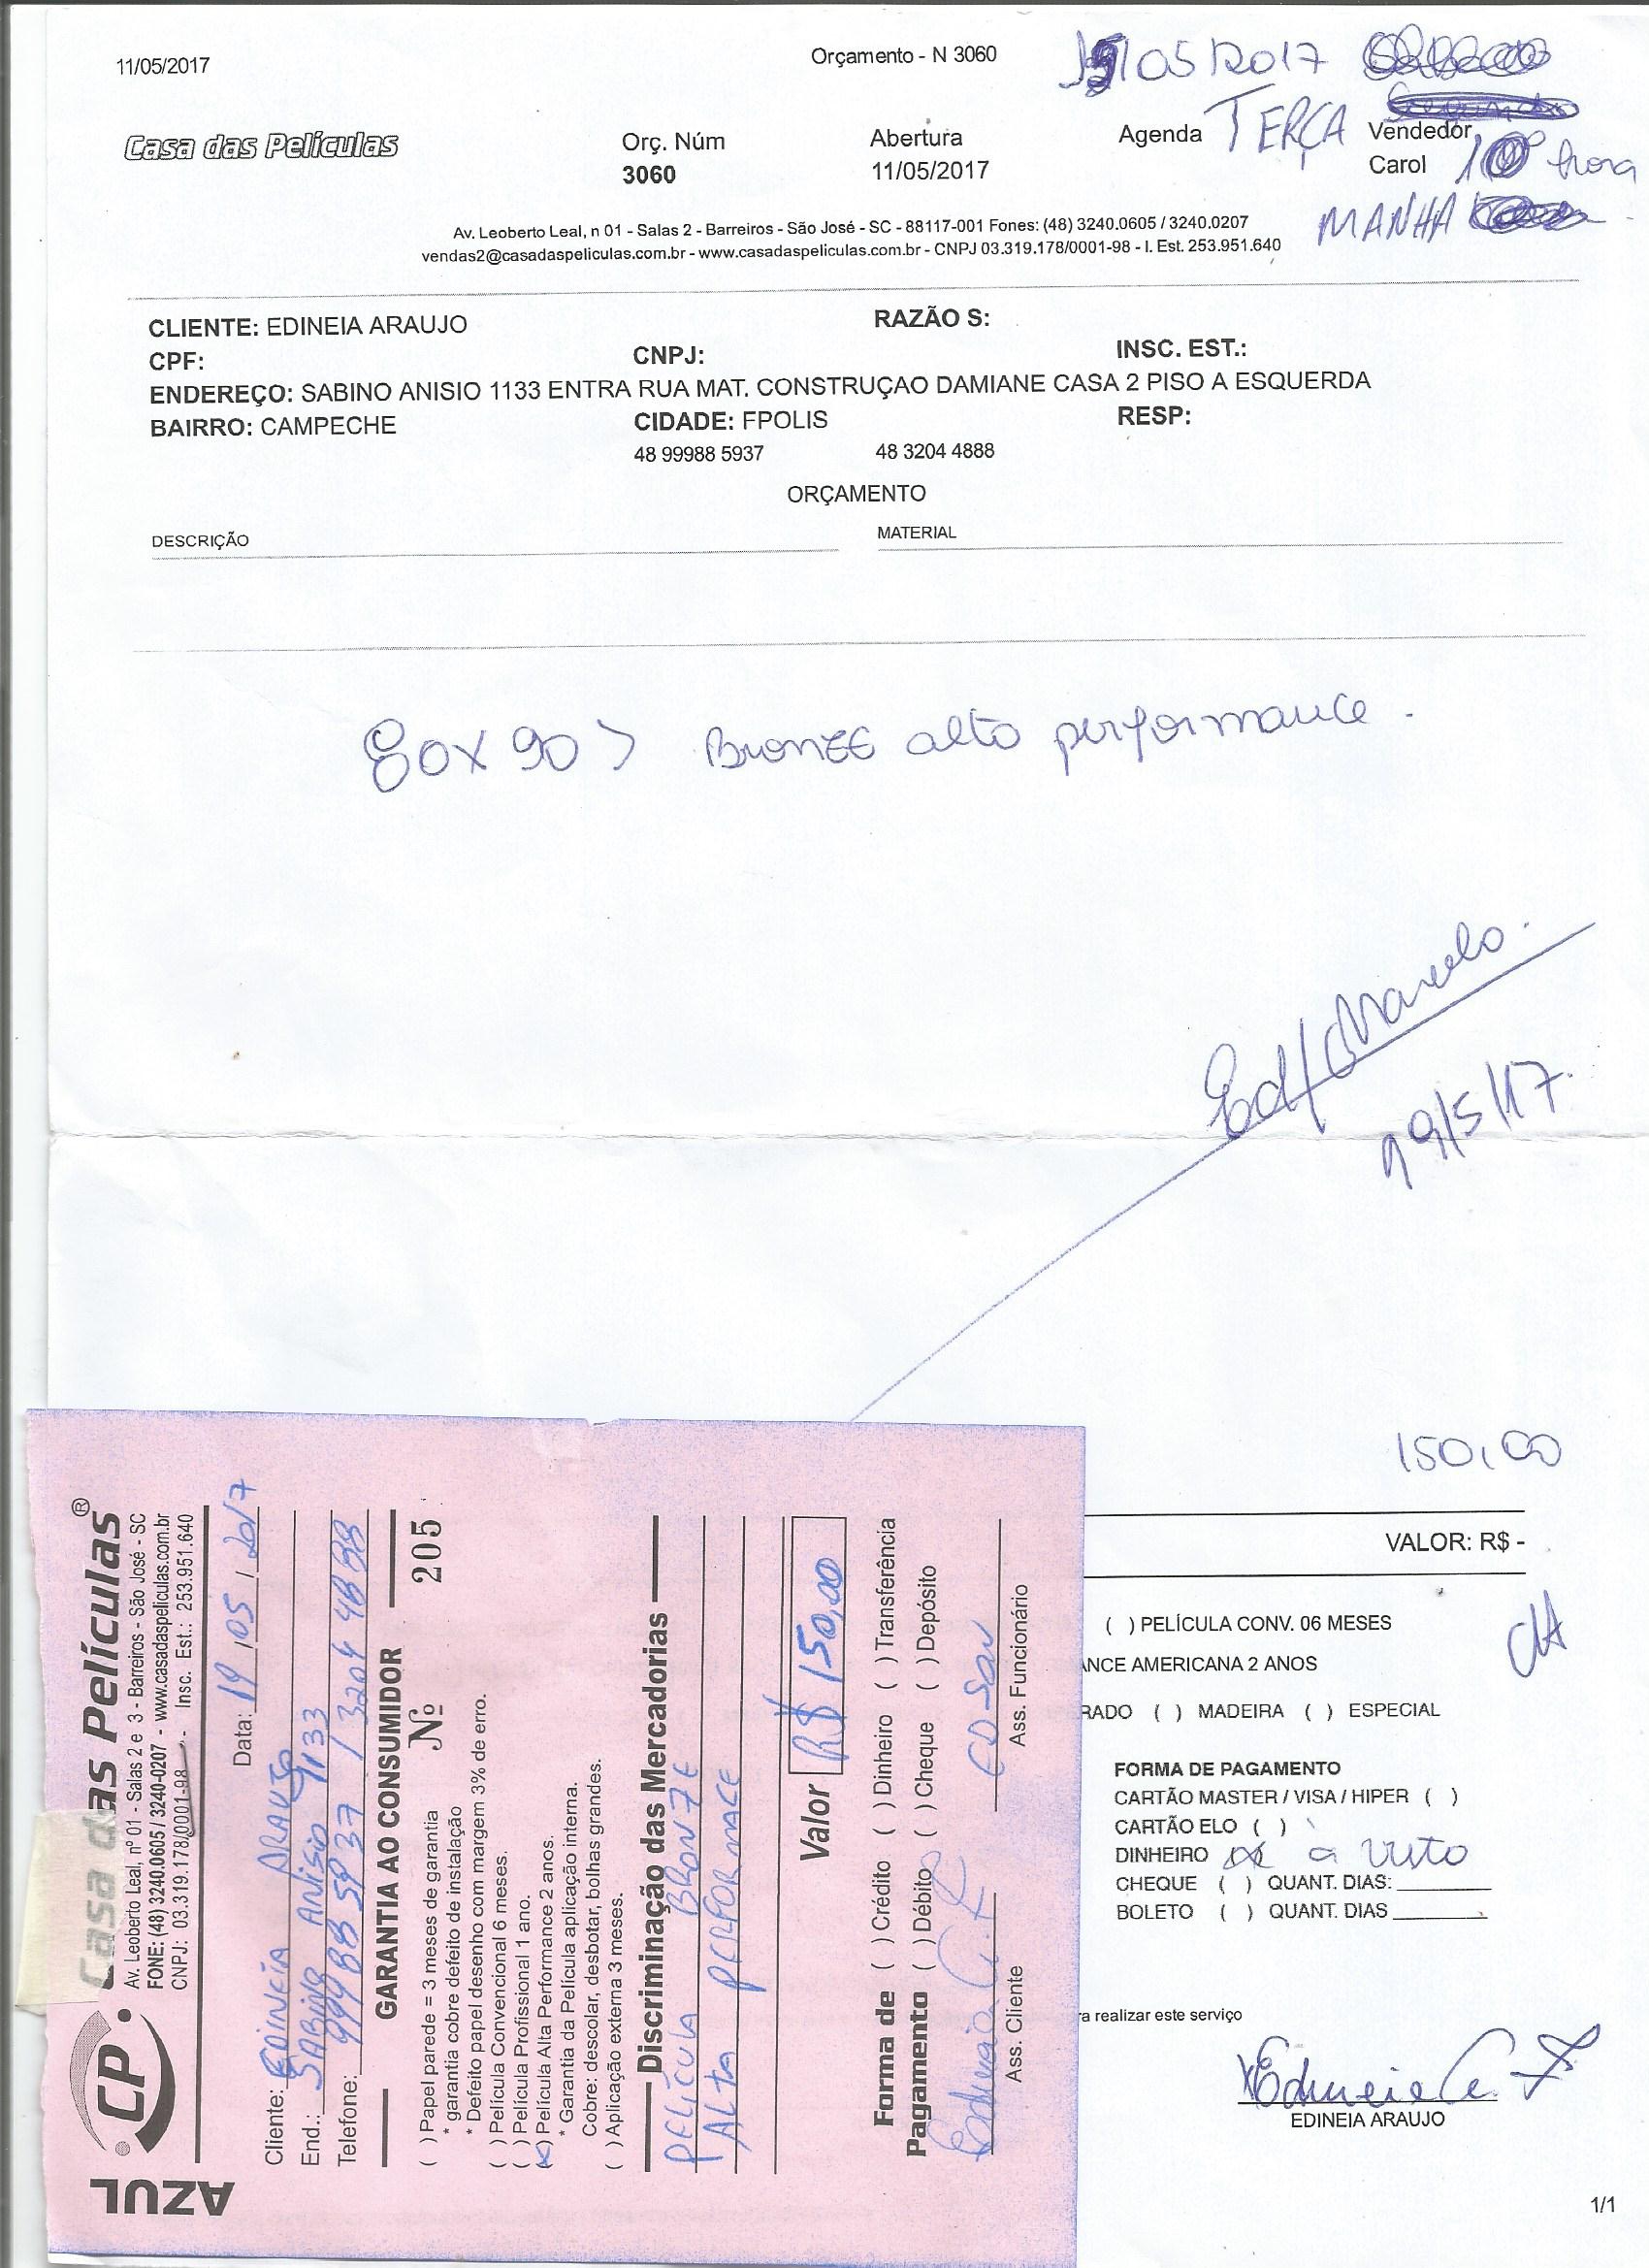 11/05/2017
Orçamento - N 3060
/05/2017
Casa das Películas
Orç. Núm
3060
Abertura
11/05/2017
Agenda TERÇA
Vendedor
Carol
hora
MANHA
Av. Leoberto Leal, n 01 - Salas 2 - Barreiros - São José - SC - 88117-001 Fones: (48) 3240.0605 / 3240.0207
vendas2@casadaspeliculas.com.br - www.casadaspeliculas.com.br - CNPJ 03.319.178/0001-98 - I. Est. 253.951.640
CLIENTE: EDINEIA ARAUJO
RAZÃO S:
CPF:
CNPJ:
INSC. EST.:
ENDEREÇO: SABINO ANISIO 1133 ENTRA RUA MAT. CONSTRUÇAO DAMIANE CASA 2 PISO A ESQUERDA
BAIRRO: CAMPECHE
CIDADE: FPOLIS
RESP:
48 99988 5937
48 3204 4888
ORÇAMENTO
DESCRIÇÃO
MATERIAL
80x90 > Bronze alto performance.
Ed/Marcelo.
19/5/17.
150,00
VALOR: R$ -
( ) PELÍCULA CONV. 06 MESES
ANCE AMERICANA 2 ANOS
RADO ( ) MADEIRA ( ) ESPECIAL
FORMA DE PAGAMENTO
CARTÃO MASTER / VISA / HIPER ( )
CARTÃO ELO ( )
DINHEIRO (x) a visto
CHEQUE ( ) QUANT. DIAS:
BOLETO ( ) QUANT. DIAS
ra realizar este serviço
EDINEIA ARAUJO
1/1
AZUL
CP
Casa das Películas®
Av. Leoberto Leal, nº 01 - Salas 2 e 3 - Barreiros - São José - SC
FONE: (48) 3240.0605 / 3240-0207 - www.casadaspeliculas.com.br
CNPJ: 03.319.178/0001-98 - Insc. Est.: 253.951.640
Data: 19/05/2017
Cliente: EDINEIA ARAUJO
End.: SABINO ANISIO 1133
Telefone: 99988 5937 / 3204 4888
GARANTIA AO CONSUMIDOR
Nº 205
( ) Papel parede = 3 meses de garantia
* garantia cobre defeito de instalação
* Defeito papel desenho com margem 3% de erro.
( ) Película Convencional 6 meses.
( ) Película Profissional 1 ano.
(x) Película Alta Performance 2 anos.
* Garantia da Película aplicação interna.
Cobre: descolar, desbotar, bolhas grandes.
( ) Aplicação externa 3 meses.
Discriminação das Mercadorias
PELÍCULA BRONZE
ALTA PERFORMACE
Valor R$ 150,00
Forma de Pagamento
( ) Crédito ( ) Dinheiro ( ) Transferência
( ) Débito ( ) Cheque ( ) Depósito
EDSON
Ass. Cliente
Ass. Funcionário